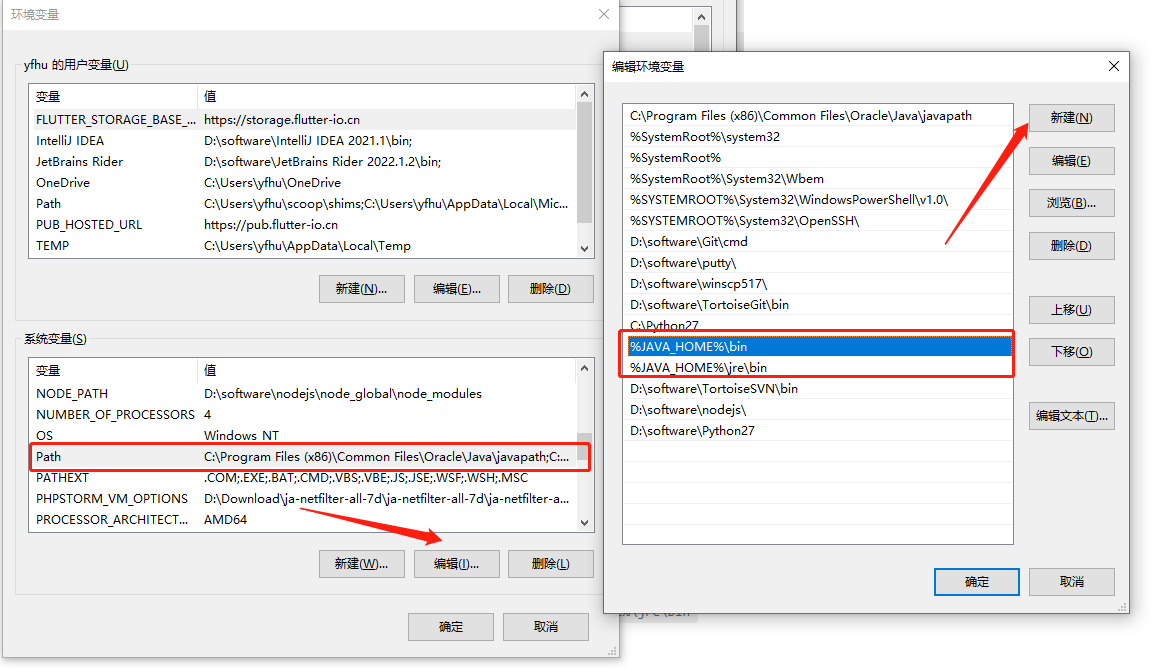 环境变量
yfhu 的用户变量(U)
变量 值
FLUTTER_STORAGE_BASE_... https://storage.flutter-io.cn
IntelliJ IDEA D:\software\IntelliJ IDEA 2021.1\bin;
JetBrains Rider D:\software\JetBrains Rider 2022.1.2\bin;
OneDrive C:\Users\yfhu\OneDrive
Path C:\Users\yfhu\scoop\shims;C:\Users\yfhu\AppData\Local\Mic...
PUB_HOSTED_URL https://pub.flutter-io.cn
TEMP C:\Users\yfhu\AppData\Local\Temp
新建(N)... 编辑(E)... 删除(D)
系统变量(S)
变量 值
NODE_PATH D:\software\nodejs\node_global\node_modules
NUMBER_OF_PROCESSORS 4
OS Windows_NT
Path C:\Program Files (x86)\Common Files\Oracle\Java\javapath;C:...
PATHEXT .COM;.EXE;.BAT;.CMD;.VBS;.VBE;.JS;.JSE;.WSF;.WSH;.MSC
PHPSTORM_VM_OPTIONS D:\Download\ja-netfilter-all-7d\ja-netfilter-all-7d\ja-netfilter-a...
PROCESSOR_ARCHITECT... AMD64
新建(W)... 编辑(I)... 删除(L)
确定 取消
编辑环境变量
C:\Program Files (x86)\Common Files\Oracle\Java\javapath
%SystemRoot%\system32
%SystemRoot%
%SystemRoot%\System32\Wbem
%SYSTEMROOT%\System32\WindowsPowerShell\v1.0\
%SYSTEMROOT%\System32\OpenSSH\
D:\software\Git\cmd
D:\software\putty\
D:\software\winscp517\
D:\software\TortoiseGit\bin
C:\Python27
%JAVA_HOME%\bin
%JAVA_HOME%\jre\bin
D:\software\TortoiseSVN\bin
D:\software\nodejs\
D:\software\Python27
新建(N)
编辑(E)
浏览(B)...
删除(D)
上移(U)
下移(O)
编辑文本(T)...
确定 取消